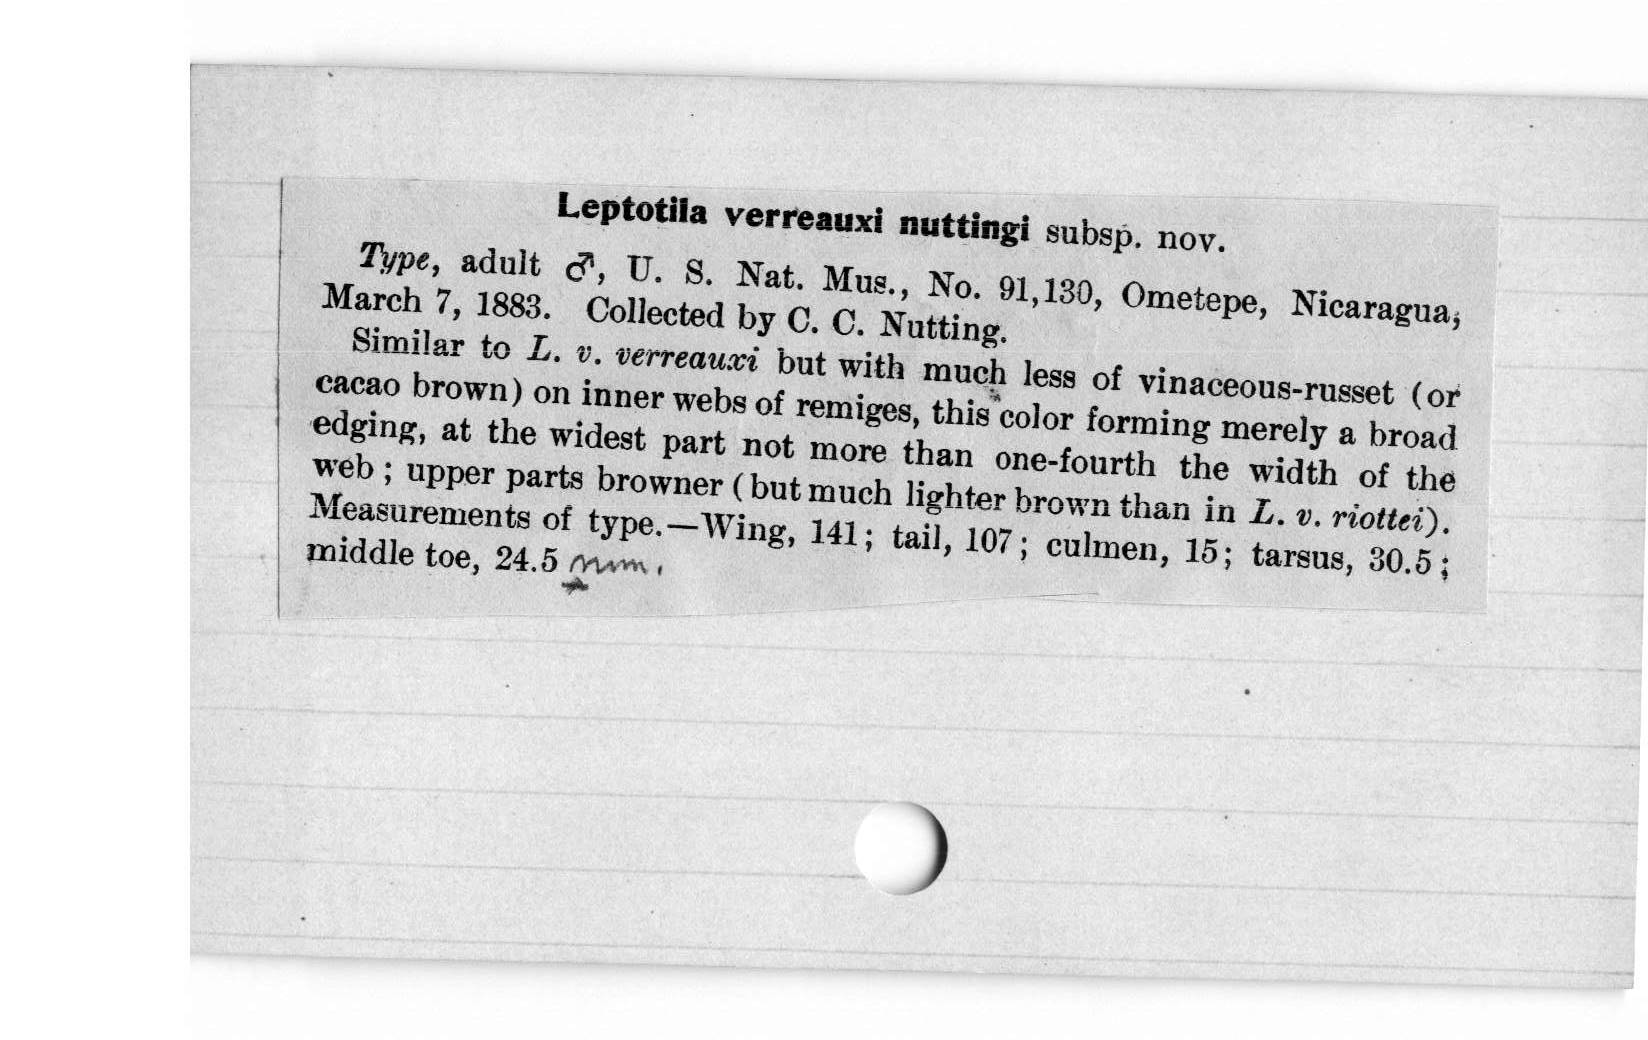 Leptotila verreauxi nuttingi subsp. nov.
Type, adult ♂, U. S. Nat. Mus., No. 91,130, Ometepe, Nicaragua,
March 7, 1883. Collected by C. C. Nutting.
Similar to L. v. verreauxi but with much less of vinaceous-russet (or
cacao brown) on inner webs of remiges, this color forming merely a broad
edging, at the widest part not more than one-fourth the width of the
web; upper parts browner (but much lighter brown than in L. v. riottei).
Measurements of type.—Wing, 141; tail, 107; culmen, 15; tarsus, 30.5;
middle toe, 24.5 mm.